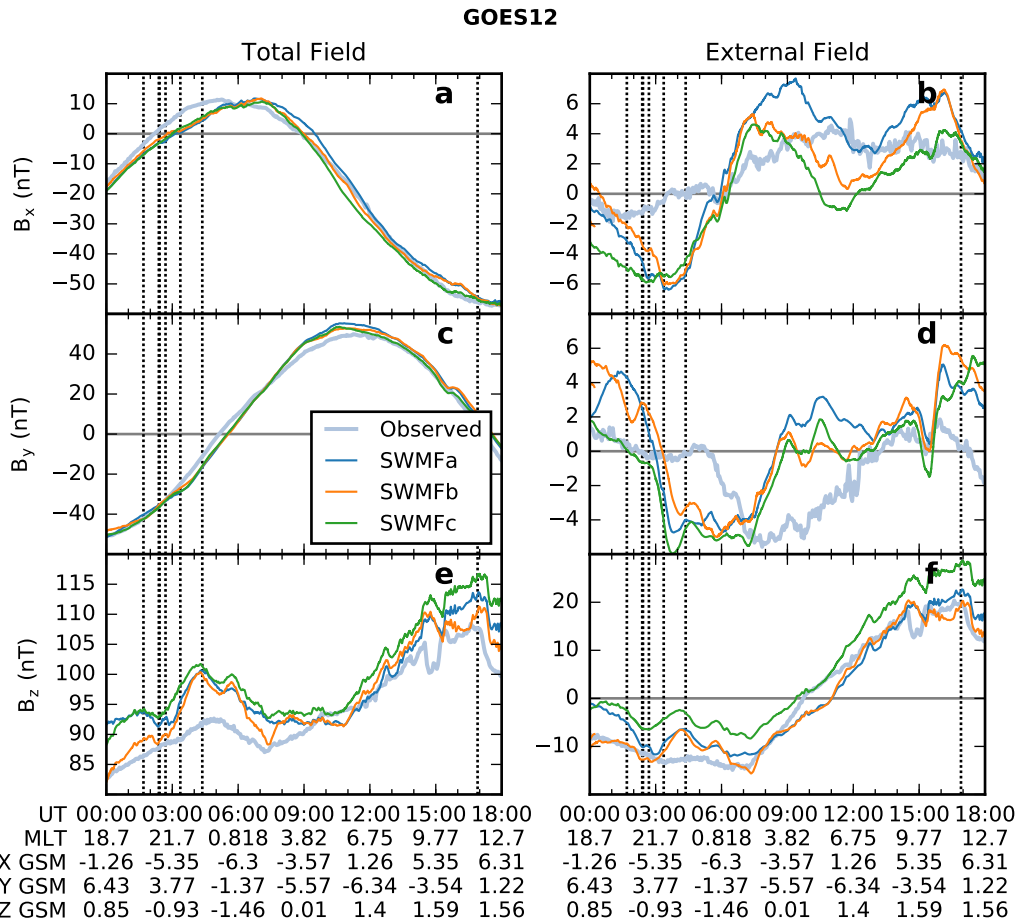 GOES12
Total Field
External Field
a
10
0
−10
−20
−30
−40
−50
Bx (nT)
b
6
4
2
0
−2
−4
−6
c
40
20
0
−20
−40
By (nT)
Observed
SWMFa
SWMFb
SWMFc
d
6
4
2
0
−2
−4
e
115
110
105
100
95
90
85
Bz (nT)
f
20
10
0
−10
UT 00:00 03:00 06:00 09:00 12:00 15:00 18:00 00:00 03:00 06:00 09:00 12:00 15:00 18:00
MLT 18.7 21.7 0.818 3.82 6.75 9.77 12.7 18.7 21.7 0.818 3.82 6.75 9.77 12.7
X GSM -1.26 -5.35 -6.3 -3.57 1.26 5.35 6.31 -1.26 -5.35 -6.3 -3.57 1.26 5.35 6.31
Y GSM 6.43 3.77 -1.37 -5.57 -6.34 -3.54 1.22 6.43 3.77 -1.37 -5.57 -6.34 -3.54 1.22
Z GSM 0.85 -0.93 -1.46 0.01 1.4 1.59 1.56 0.85 -0.93 -1.46 0.01 1.4 1.59 1.56